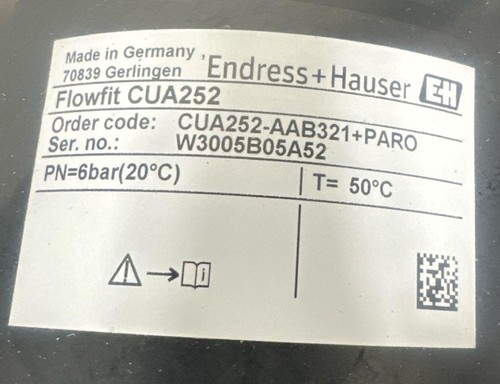 Made in Germany
70839 Gerlingen
Endress+Hauser EH
Flowfit CUA252
Order code: CUA252-AAB321+PARO
Ser. no.: W3005B05A52
PN=6bar(20°C)
T= 50°C